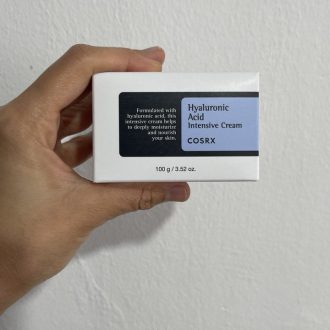 Formulated with
hyaluronic acid, this
intensive cream helps
to deeply moisturize
and nourish
your skin.
Hyaluronic
Acid
Intensive Cream
COSRX
100 g / 3.52 oz.